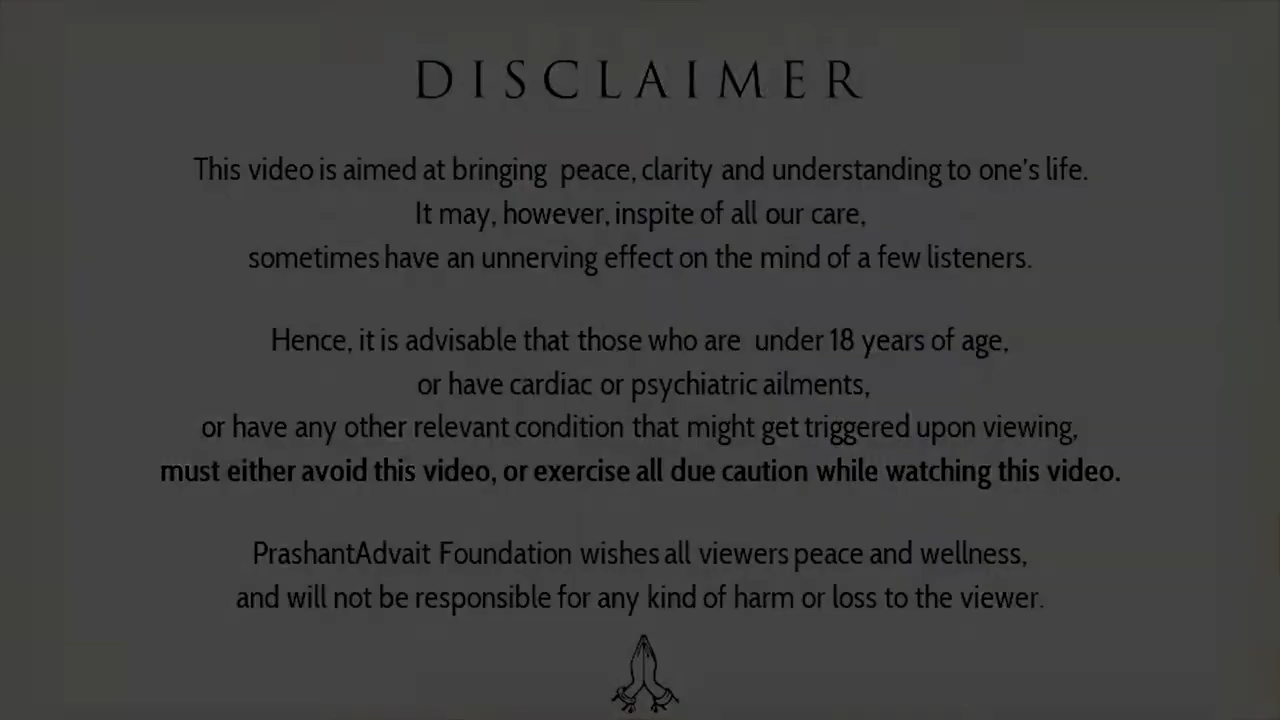 DISCLAIMER
This video is aimed at bringing peace, clarity and understanding to one's life.
It may, however, inspite of all our care,
sometimes have an unnerving effect on the mind of a few listeners.
Hence, it is advisable that those who are under 18 years of age,
or have cardiac or psychiatric ailments,
or have any other relevant condition that might get triggered upon viewing,
must either avoid this video, or exercise all due caution while watching this video.
PrashantAdvait Foundation wishes all viewers peace and wellness,
and will not be responsible for any kind of harm or loss to the viewer.